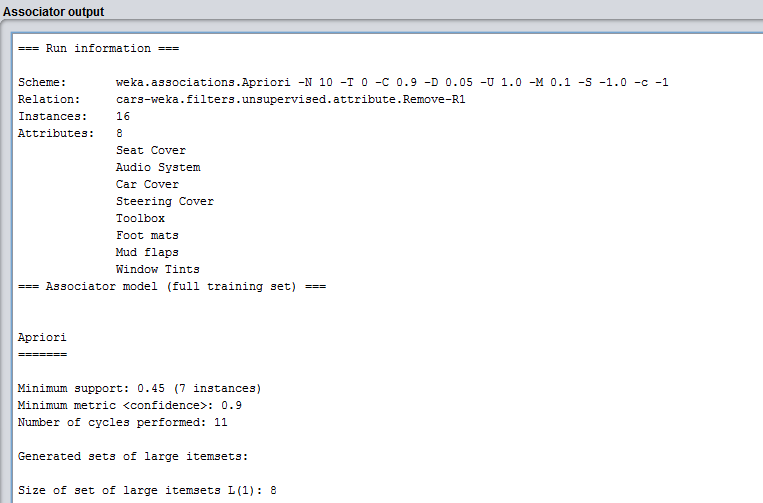 Associator output
=== Run information ===
Scheme: weka.associations.Apriori -N 10 -T 0 -C 0.9 -D 0.05 -U 1.0 -M 0.1 -S -1.0 -c -1
Relation: cars-weka.filters.unsupervised.attribute.Remove-R1
Instances: 16
Attributes: 8
Seat Cover
Audio System
Car Cover
Steering Cover
Toolbox
Foot mats
Mud flaps
Window Tints
=== Associator model (full training set) ===
Apriori
=======
Minimum support: 0.45 (7 instances)
Minimum metric <confidence>: 0.9
Number of cycles performed: 11
Generated sets of large itemsets:
Size of set of large itemsets L(1): 8